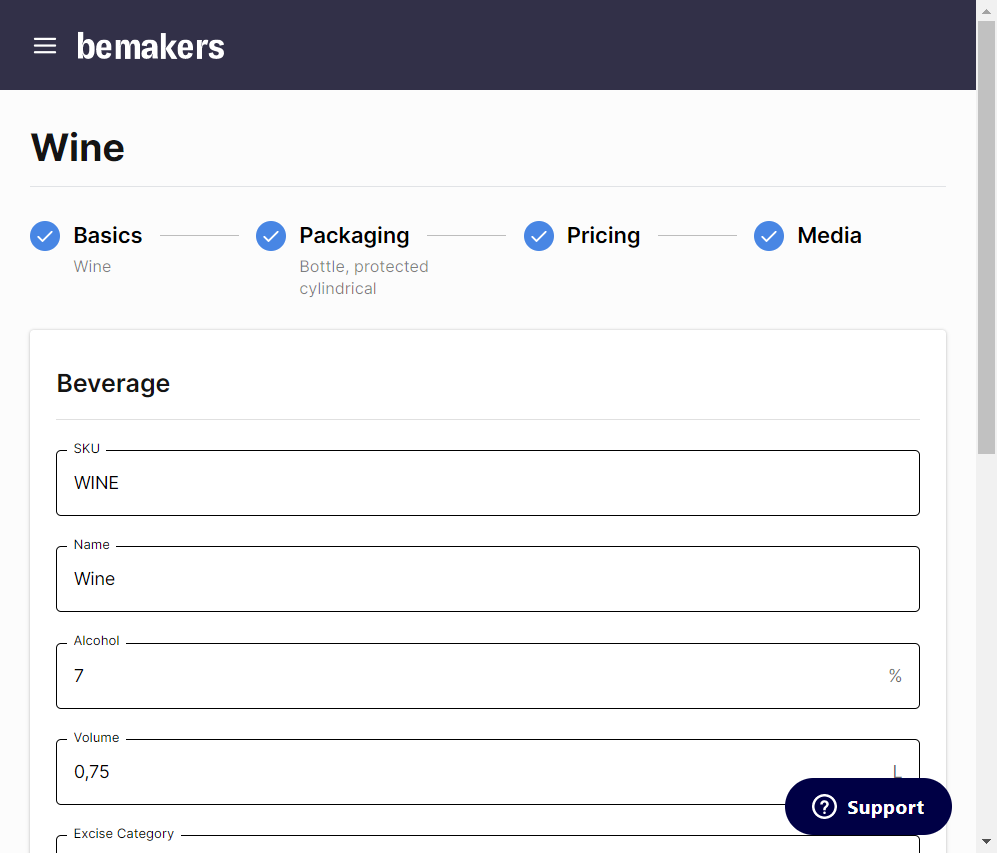 bemakers
Wine
Basics
Wine
Packaging
Bottle, protected
cylindrical
Pricing
Media
Beverage
SKU
WINE
Name
Wine
Alcohol
7 %
Volume
0,75 L
Excise Category
Support